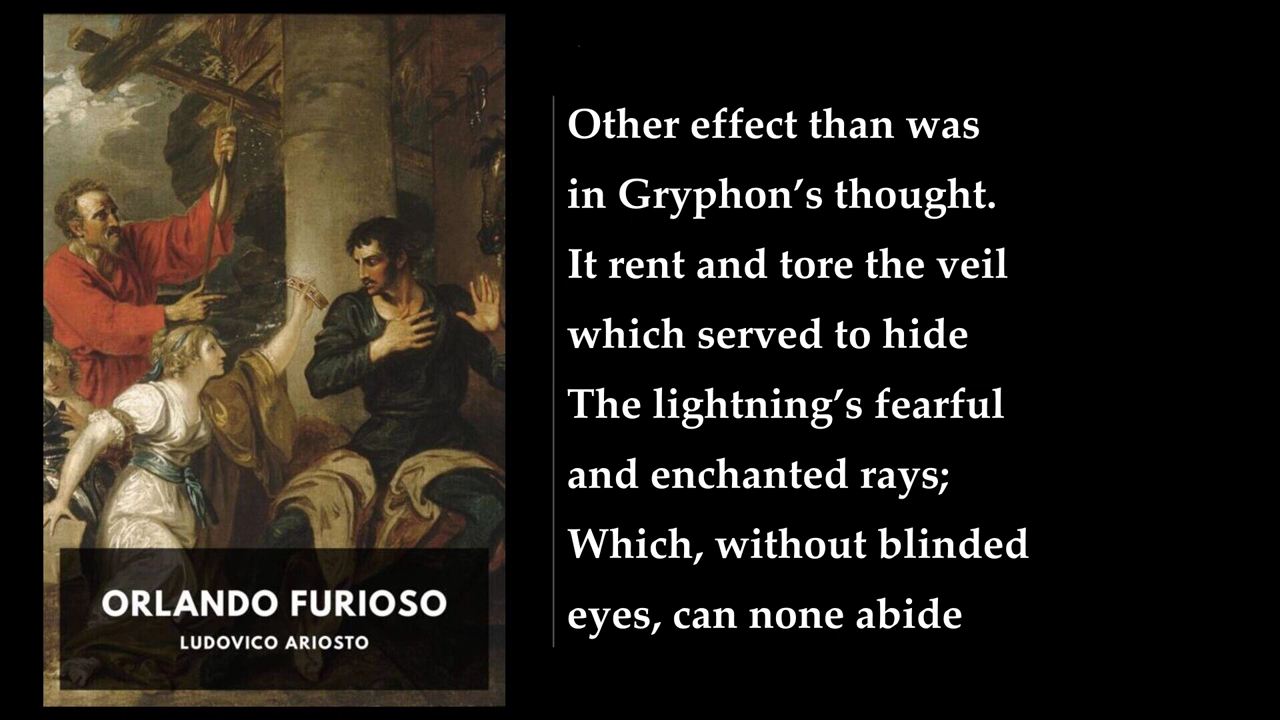 ORLANDO FURIOSO
LUDOVICO ARIOSTO
Other effect than was
in Gryphon’s thought.
It rent and tore the veil
which served to hide
The lightning’s fearful
and enchanted rays;
Which, without blinded
eyes, can none abide